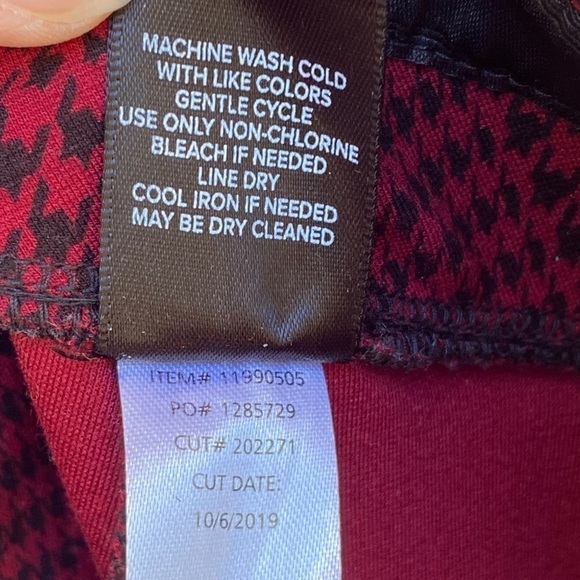 MACHINE WASH COLD
WITH LIKE COLORS
GENTLE CYCLE
USE ONLY NON-CHLORINE
BLEACH IF NEEDED
LINE DRY
COOL IRON IF NEEDED
MAY BE DRY CLEANED
ITEM# 11990505
PO# 1285729
CUT# 202271
CUT DATE:
10/6/2019